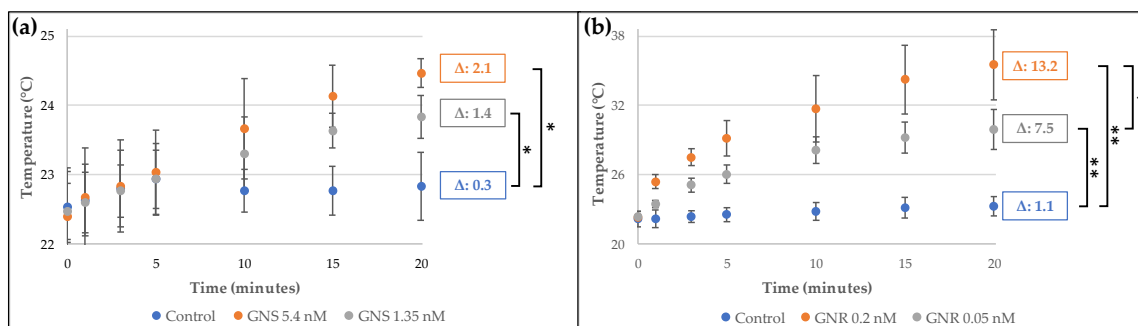 (a)
Temperature (°C)
25
24
23
22
0
5
10
15
20
Time (minutes)
Δ: 2.1
Δ: 1.4
Δ: 0.3
*
*
Control
GNS 5.4 nM
GNS 1.35 nM
(b)
Temperature (°C)
38
32
26
20
0
5
10
15
20
Time (minutes)
Δ: 13.2
Δ: 7.5
Δ: 1.1
**
**
Control
GNR 0.2 nM
GNR 0.05 nM